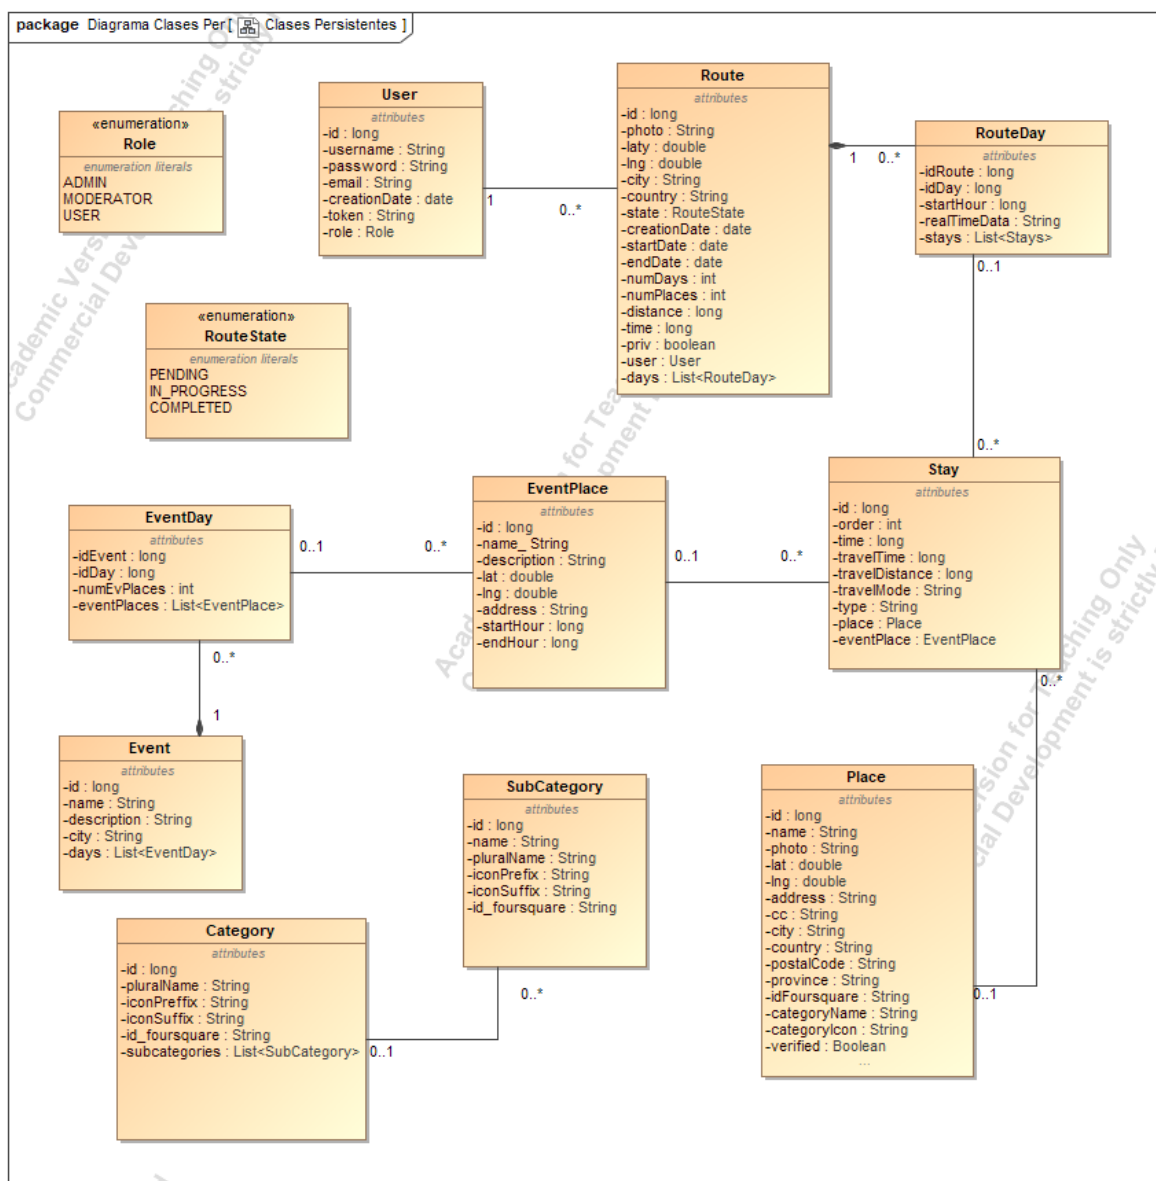 package Diagrama Clases Per[ Clases Persistentes ]
«enumeration»
Role
enumeration literals
ADMIN
MODERATOR
USER
User
attributes
-id : long
-username : String
-password : String
-email : String
-creationDate : date
-token : String
-role : Role
1
0..*
Route
attributes
-id : long
-photo : String
-laty : double
-lng : double
-city : String
-country : String
-state : RouteState
-creationDate : date
-startDate : date
-endDate : date
-numDays : int
-numPlaces : int
-distance : long
-time : long
-priv : boolean
-user : User
-days : List<RouteDay>
1
0..*
RouteDay
attributes
-idRoute : long
-idDay : long
-startHour : long
-realTimeData : String
-stays : List<Stays>
0..1
0..*
«enumeration»
RouteState
enumeration literals
PENDING
IN_PROGRESS
COMPLETED
EventDay
attributes
-idEvent : long
-idDay : long
-numEvPlaces : int
-eventPlaces : List<EventPlace>
0..1
0..*
EventPlace
attributes
-id : long
-name_ String
-description : String
-lat : double
-lng : double
-address : String
-startHour : long
-endHour : long
0..1
0..*
Stay
attributes
-id : long
-order : int
-time : long
-travelTime : long
-travelDistance : long
-travelMode : String
-type : String
-place : Place
-eventPlace : EventPlace
0..*
0..*
1
Event
attributes
-id : long
-name : String
-description : String
-city : String
-days : List<EventDay>
SubCategory
attributes
-id : long
-name : String
-pluralName : String
-iconPrefix : String
-iconSuffix : String
-id_foursquare : String
0..*
Place
attributes
-id : long
-name : String
-photo : String
-lat : double
-lng : double
-address : String
-cc : String
-city : String
-country : String
-postalCode : String
-province : String
-idFoursquare : String
-categoryName : String
-categoryIcon : String
-verified : Boolean
...
0..1
Category
attributes
-id : long
-pluralName : String
-iconPreffix : String
-iconSuffix : String
-id_foursquare : String
-subcategories : List<SubCategory>
0..1